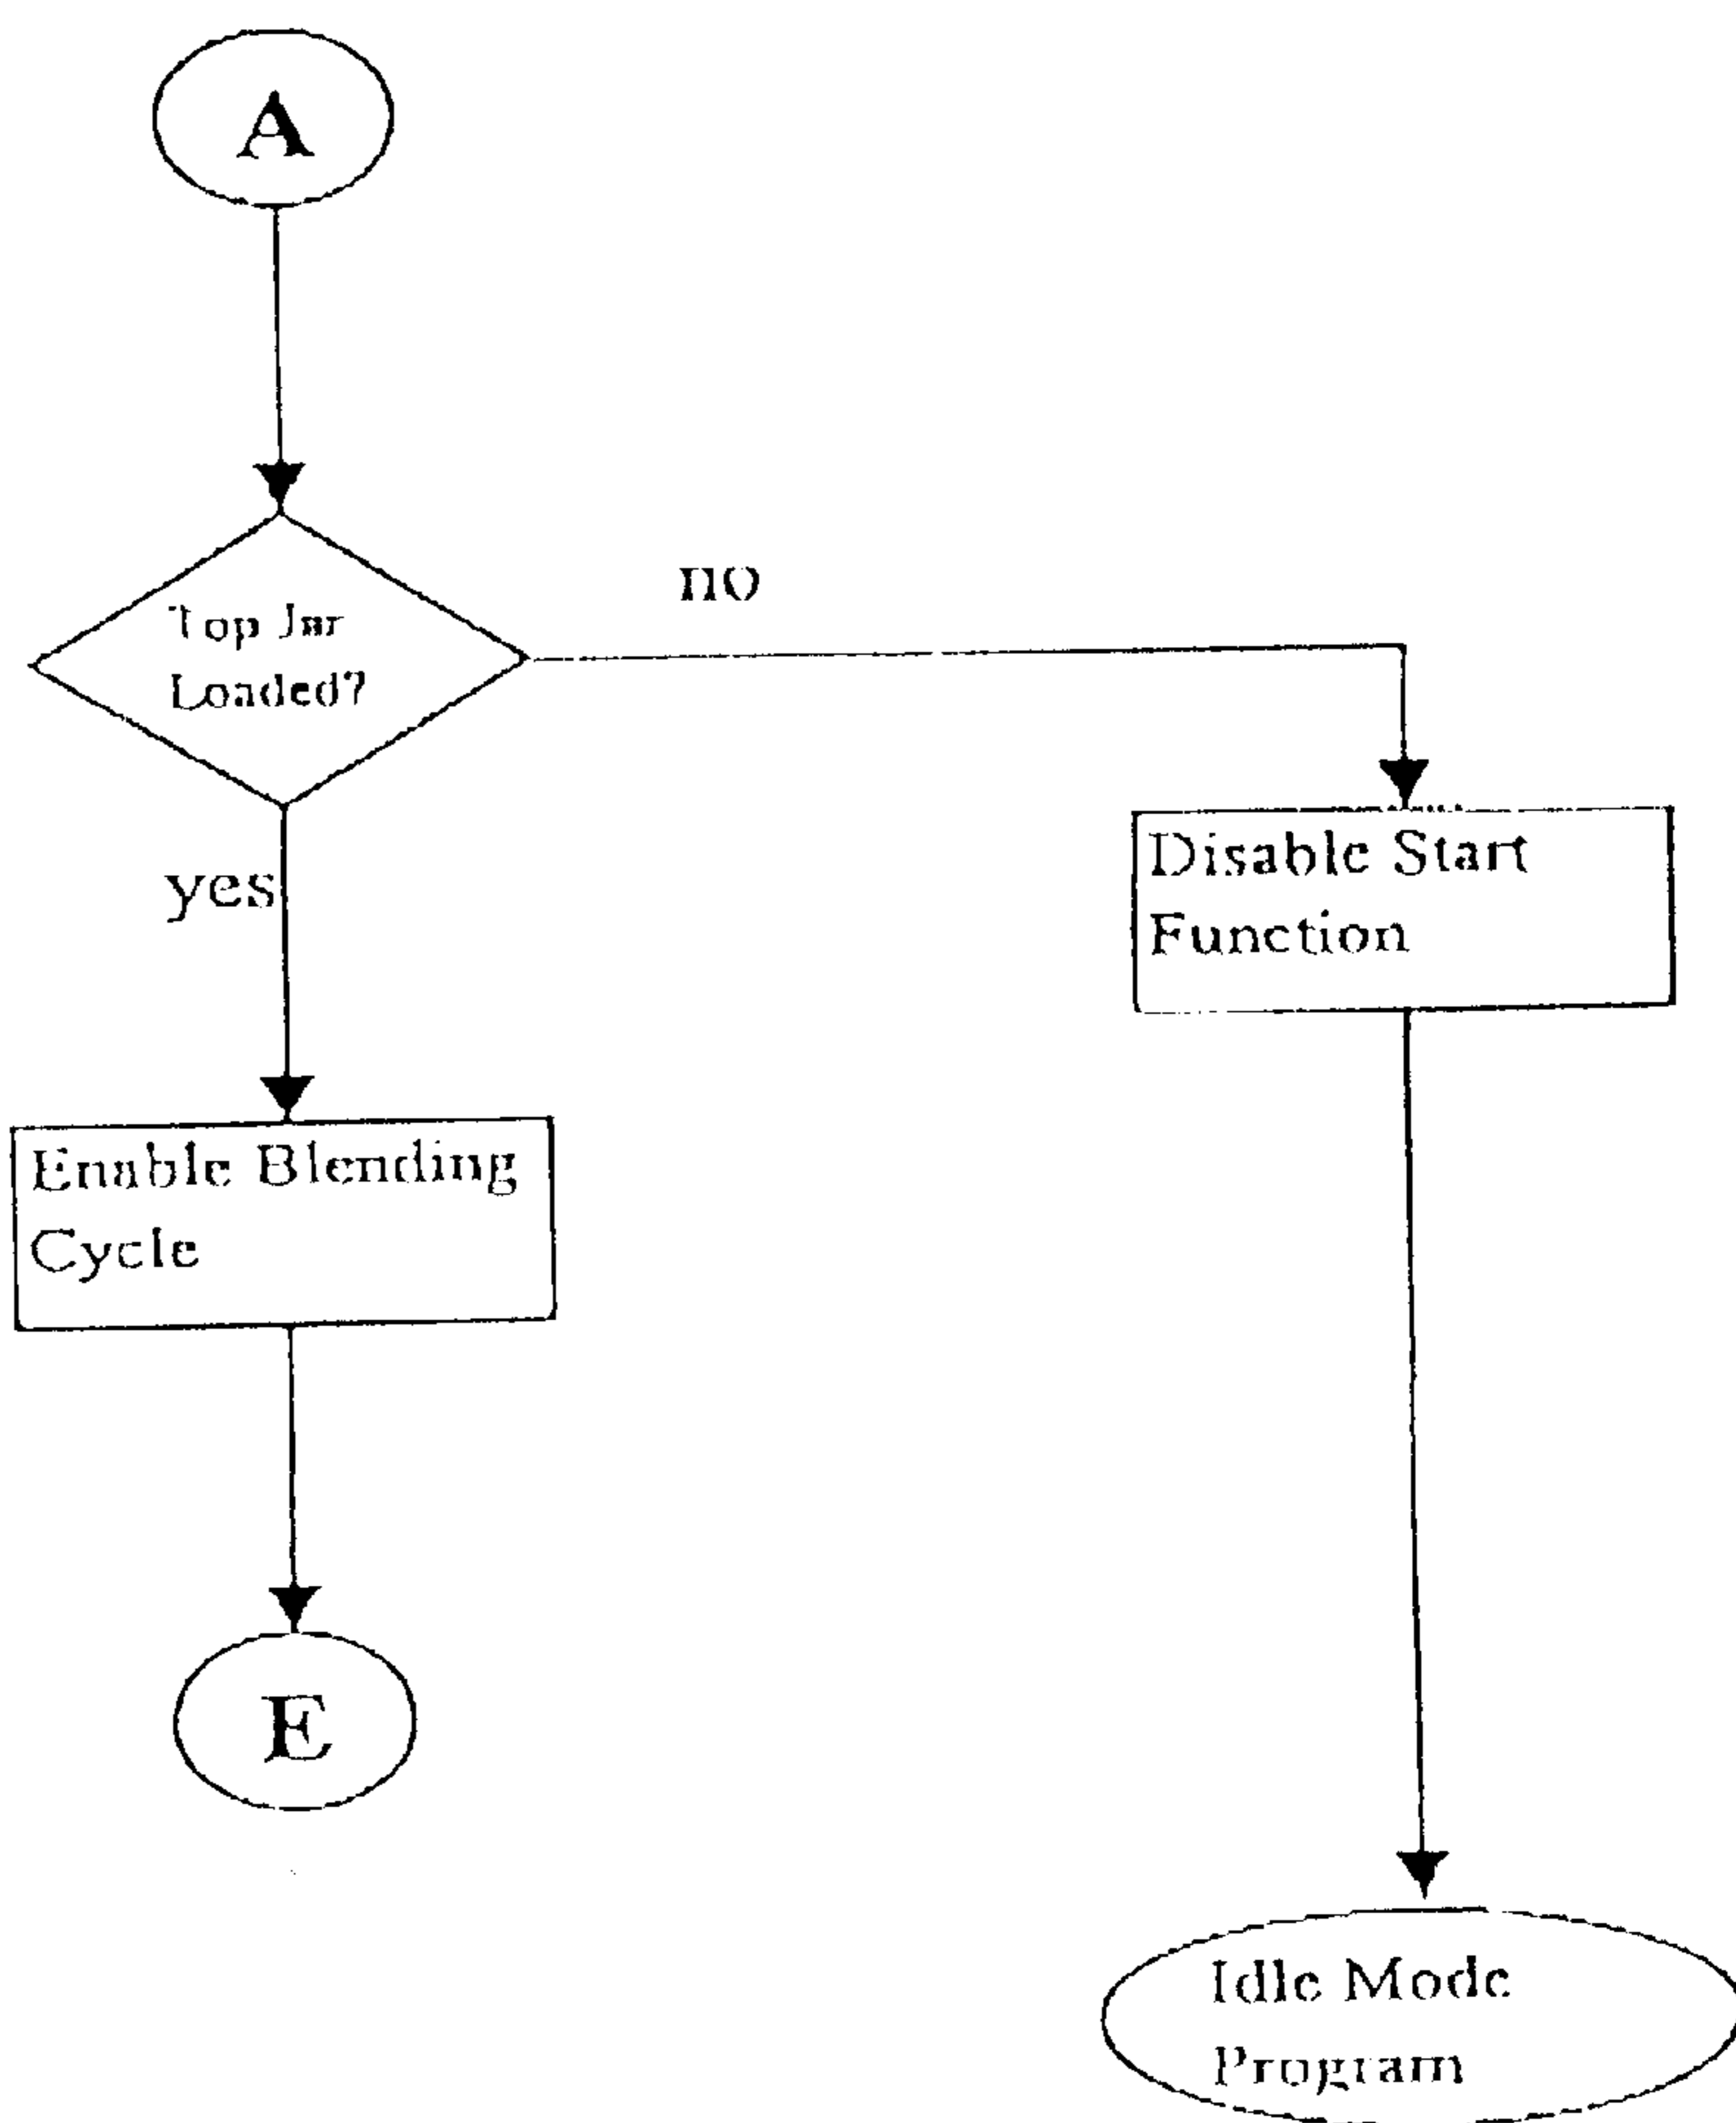 A
no
Top Jar
Loaded?
yes
Disable Start
Function
Enable Blending
Cycle
E
Idle Mode
Program